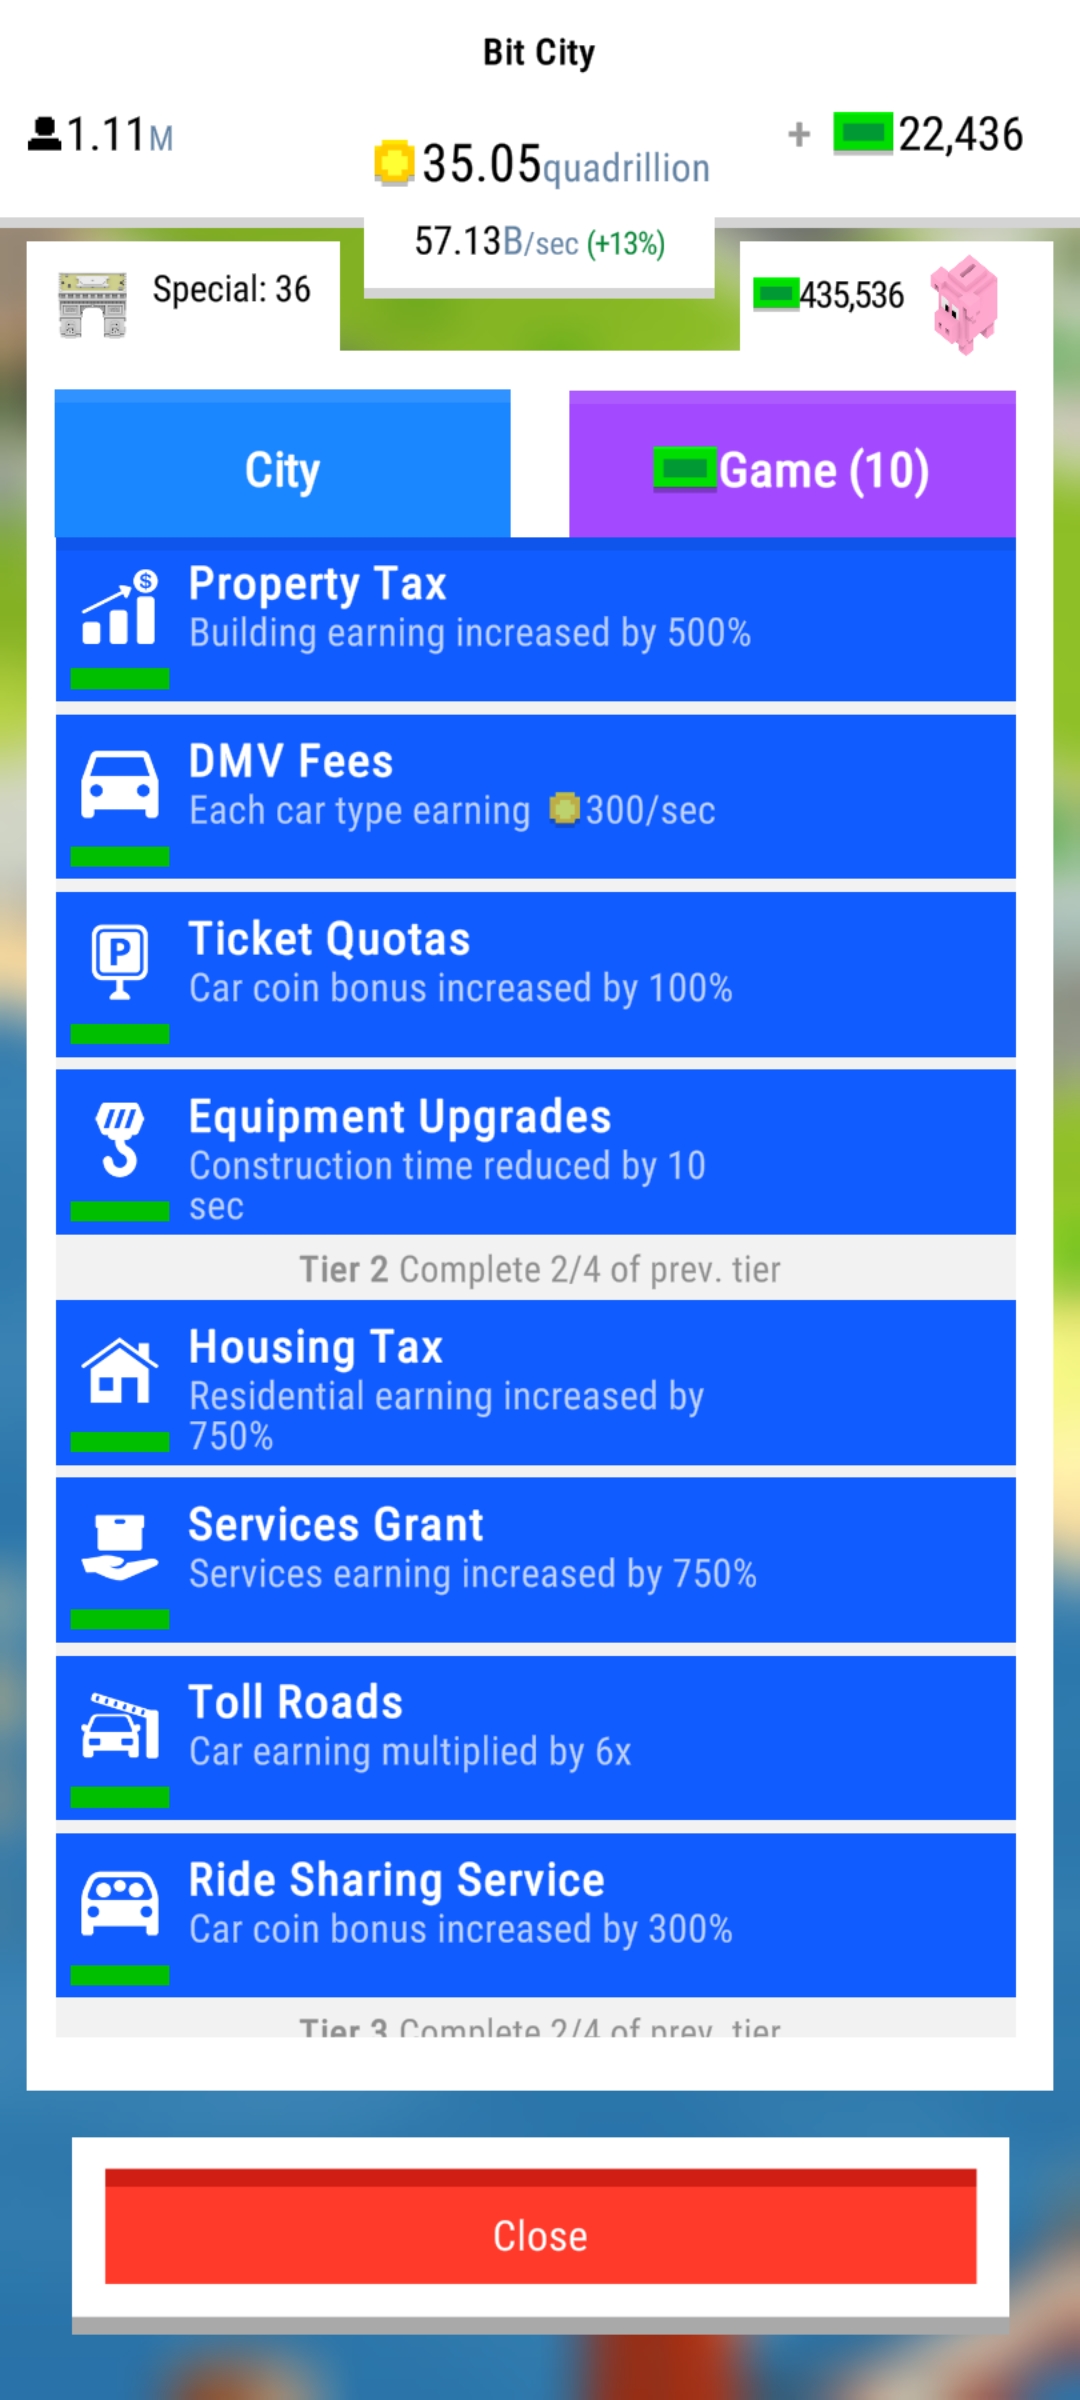 Bit City
1.11M
35.05quadrillion
+ 22,436
57.13B/sec (+13%)
Special: 36
435,536
City
Game (10)
$
Property Tax
Building earning increased by 500%
DMV Fees
Each car type earning 300/sec
P
Ticket Quotas
Car coin bonus increased by 100%
Equipment Upgrades
Construction time reduced by 10
sec
Tier 2 Complete 2/4 of prev. tier
Housing Tax
Residential earning increased by
750%
Services Grant
Services earning increased by 750%
Toll Roads
Car earning multiplied by 6x
Ride Sharing Service
Car coin bonus increased by 300%
Tier 3 Complete 2/4 of prev. tier
Close